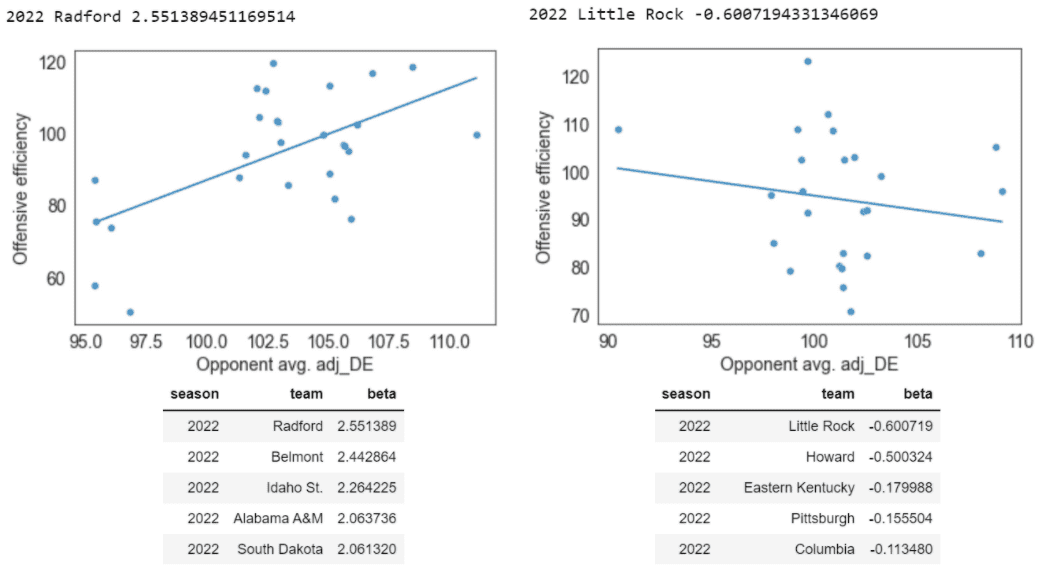 2022 Radford 2.551389451169514
120
100
80
60
Offensive efficiency
95.0 97.5 100.0 102.5 105.0 107.5 110.0
Opponent avg. adj_DE
season team beta
2022 Radford 2.551389
2022 Belmont 2.442864
2022 Idaho St. 2.264225
2022 Alabama A&M 2.063736
2022 South Dakota 2.061320
2022 Little Rock -0.6007194331346069
120
110
100
90
80
70
Offensive efficiency
90 95 100 105 110
Opponent avg. adj_DE
season team beta
2022 Little Rock -0.600719
2022 Howard -0.500324
2022 Eastern Kentucky -0.179988
2022 Pittsburgh -0.155504
2022 Columbia -0.113480